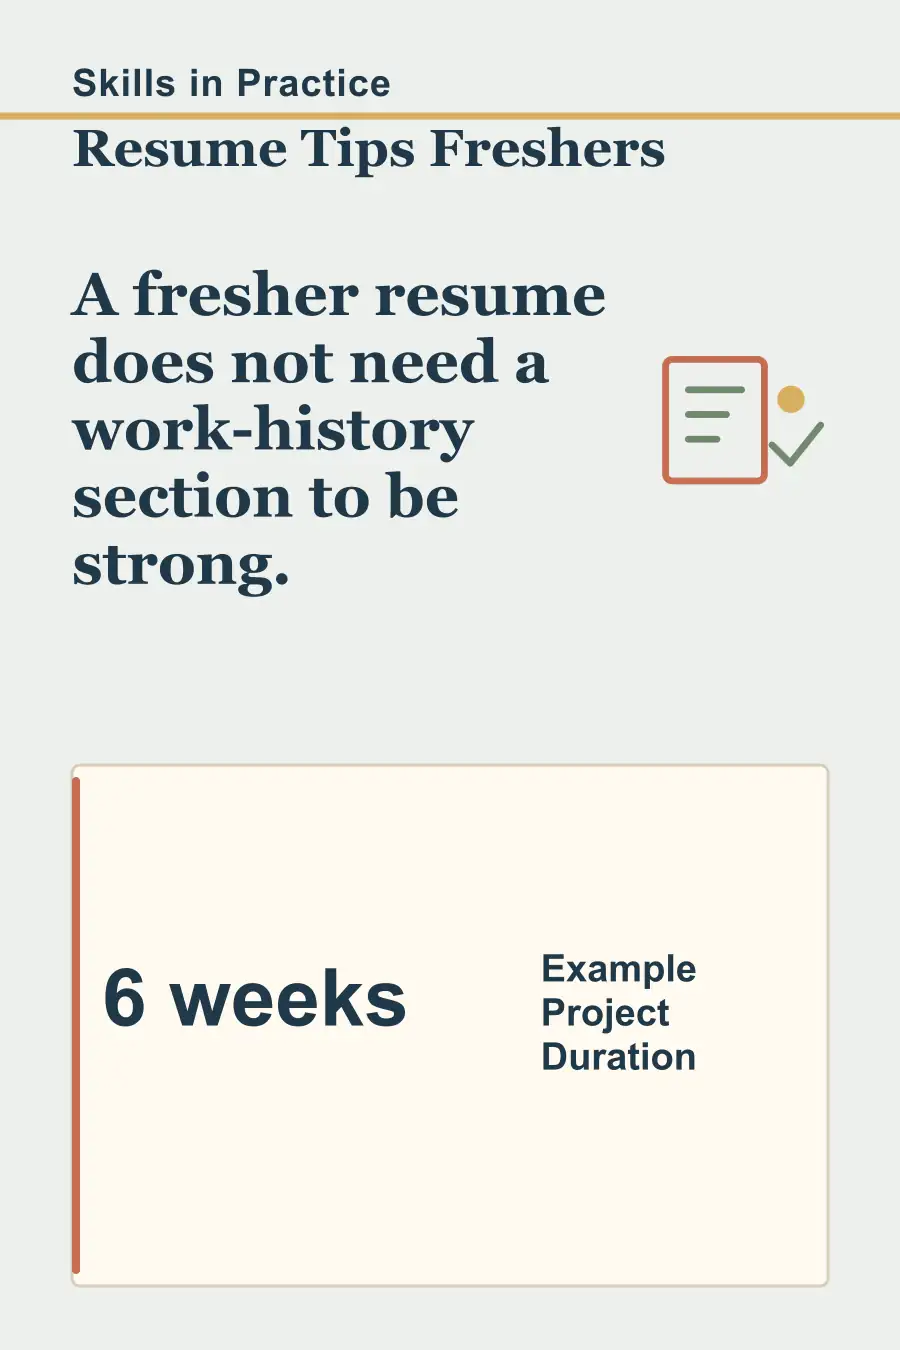 Skills in Practice
Resume Tips Freshers
A fresher resume
does not need a
work-history
section to be
strong.
6 weeks
Example
Project
Duration